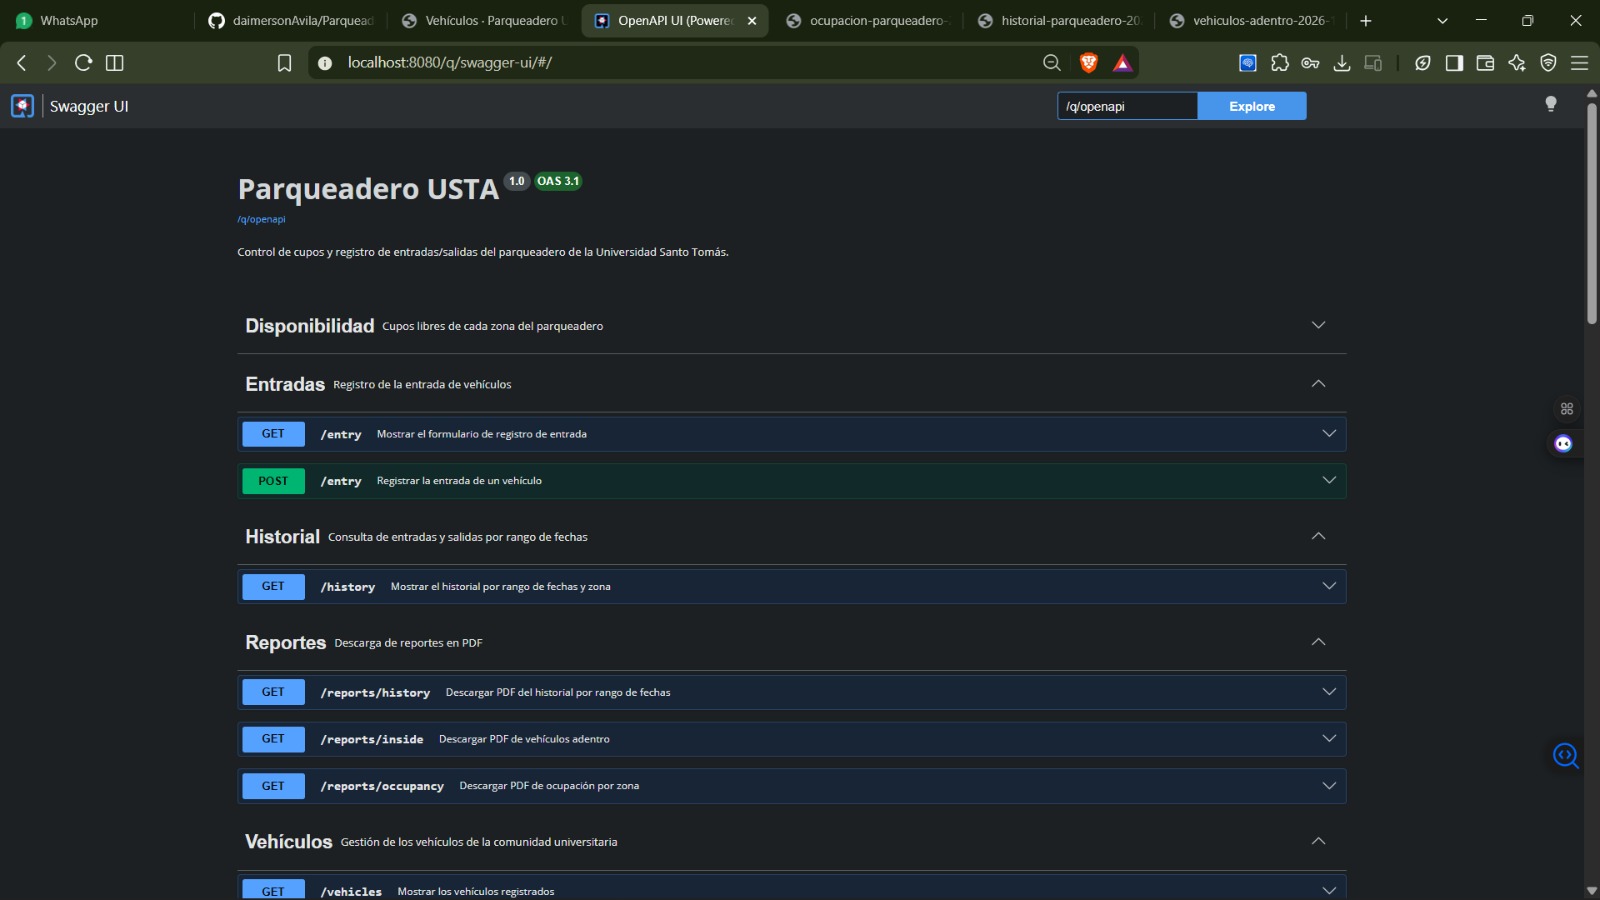 1
WhatsApp
daimersonAvila/Parquead
Vehículos · Parqueadero U
OpenAPI UI (Powered
ocupacion-parqueadero-
historial-parqueadero-20
vehiculos-adentro-2026-
localhost:8080/q/swagger-ui/#/
Swagger UI
/q/openapi
Explore
Parqueadero USTA 1.0 OAS 3.1
/q/openapi
Control de cupos y registro de entradas/salidas del parqueadero de la Universidad Santo Tomás.
Disponibilidad Cupos libres de cada zona del parqueadero
Entradas Registro de la entrada de vehículos
GET /entry Mostrar el formulario de registro de entrada
POST /entry Registrar la entrada de un vehículo
Historial Consulta de entradas y salidas por rango de fechas
GET /history Mostrar el historial por rango de fechas y zona
Reportes Descarga de reportes en PDF
GET /reports/history Descargar PDF del historial por rango de fechas
GET /reports/inside Descargar PDF de vehículos adentro
GET /reports/occupancy Descargar PDF de ocupación por zona
Vehículos Gestión de los vehículos de la comunidad universitaria
GET /vehicles Mostrar los vehículos registrados